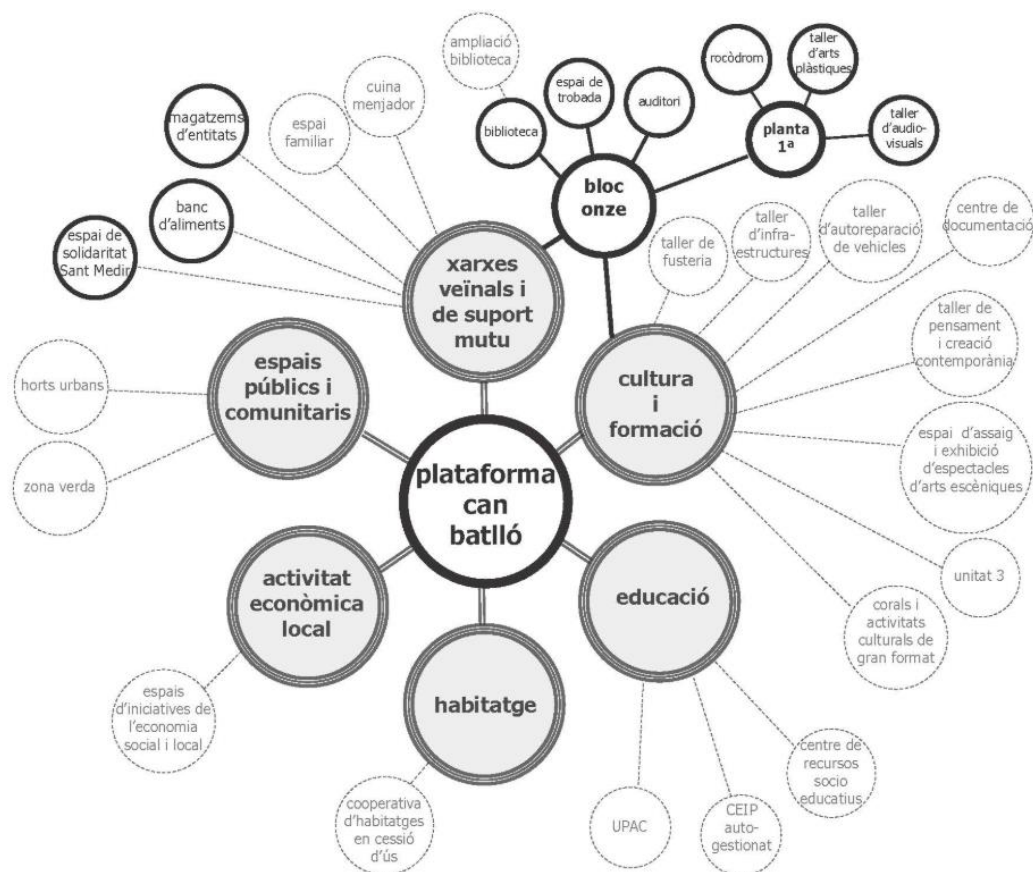 ampliació
biblioteca
rocòdrom
taller
d'arts
plàstiques
cuina
menjador
espai de
trobada
auditori
magatzems
d'entitats
espai
familiar
biblioteca
planta
1ª
taller
d'audio-
visuals
bloc
onze
banc
d'aliments
espai de
solidaritat
Sant Medir
xarxes
veïnals i
de suport
mutu
taller de
fusteria
taller
d'infra-
estructures
taller
d'autoreparació
de vehicles
centre de
documentació
taller de
pensament
i creació
contemporània
espais
públics i
comunitaris
horts urbans
zona verda
cultura
i
formació
espai d'assaig
i exhibició
d'espectacles
d'arts escèniques
plataforma
can
batlló
unitat 3
corals i
activitats
culturals de
gran format
activitat
econòmica
local
educació
habitatge
espais
d'iniciatives de
l'economia
social i local
cooperativa
d'habitatges
en cessió
d'ús
UPAC
CEIP
auto-
gestionat
centre de
recursos
socio
educatius